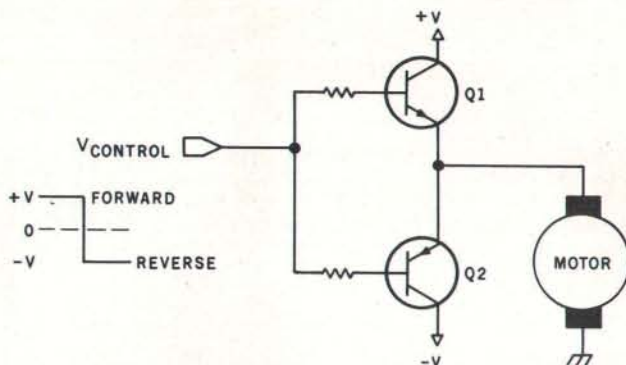 +V
Q1
VCONTROL
+V FORWARD
0
-V REVERSE
Q2
MOTOR
-V